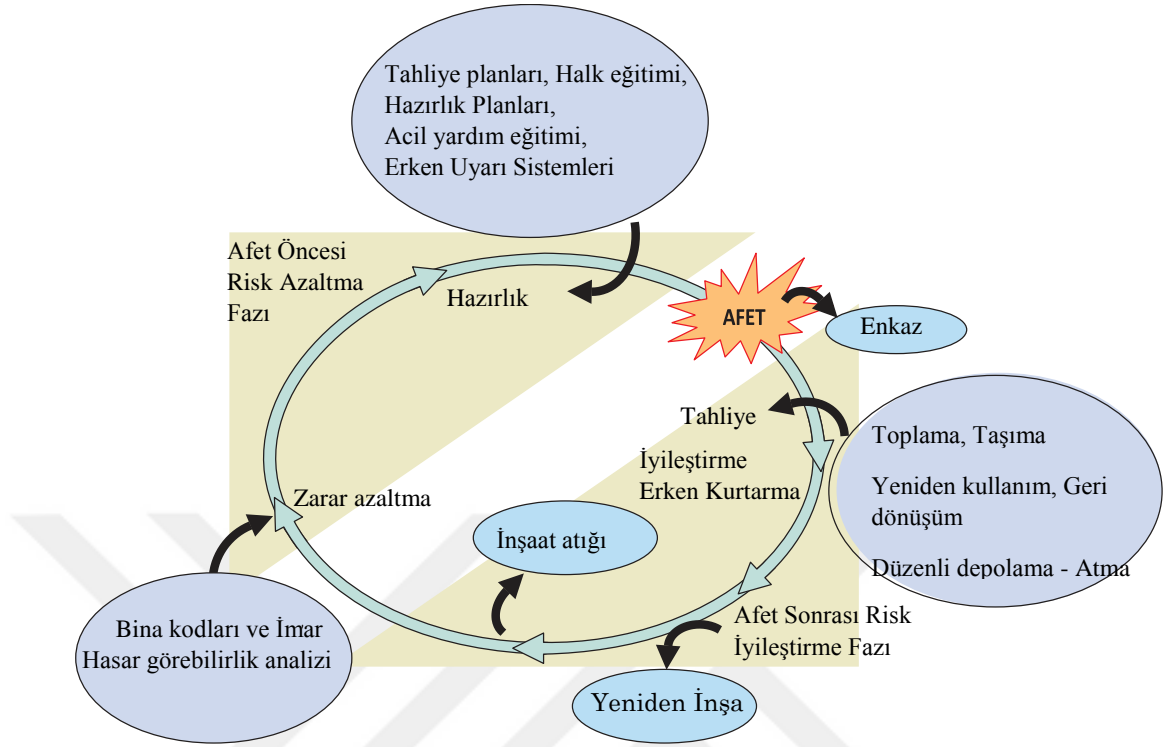 Tahliye planları, Halk eğitimi,
Hazırlık Planları,
Acil yardım eğitimi,
Erken Uyarı Sistemleri
Afet Öncesi
Risk Azaltma
Fazı
Hazırlık
AFET
Enkaz
Tahliye
Toplama, Taşıma
Yeniden kullanım, Geri
dönüşüm
Düzenli depolama - Atma
İyileştirme
Erken Kurtarma
Zarar azaltma
İnşaat atığı
Bina kodları ve İmar
Hasar görebilirlik analizi
Afet Sonrası Risk
İyileştirme Fazı
Yeniden İnşa